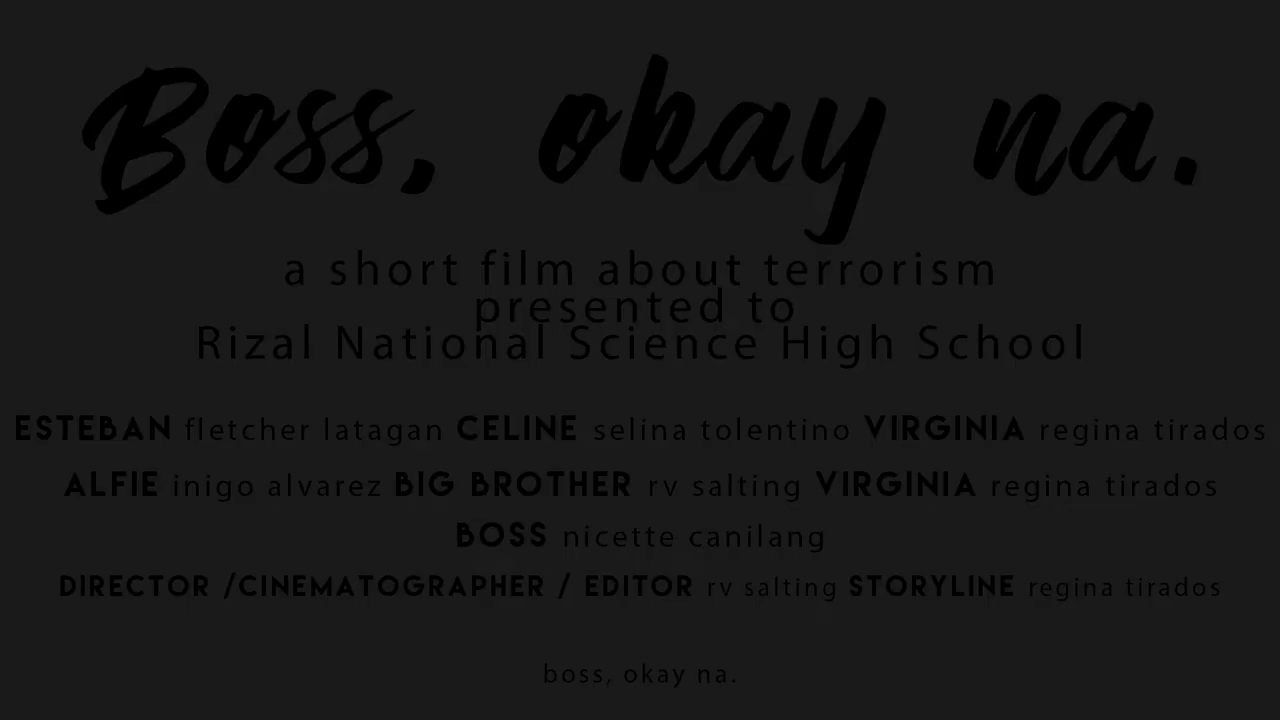 Boss, okay na.
a short film about terrorism
presented to
Rizal National Science High School
ESTEBAN fletcher latagan CELINE selina tolentino VIRGINIA regina tirados
ALFIE inigo alvarez BIG BROTHER rv salting VIRGINIA regina tirados
BOSS nicette canilang
DIRECTOR /CINEMATOGRAPHER / EDITOR rv salting STORYLINE regina tirados
boss, okay na.